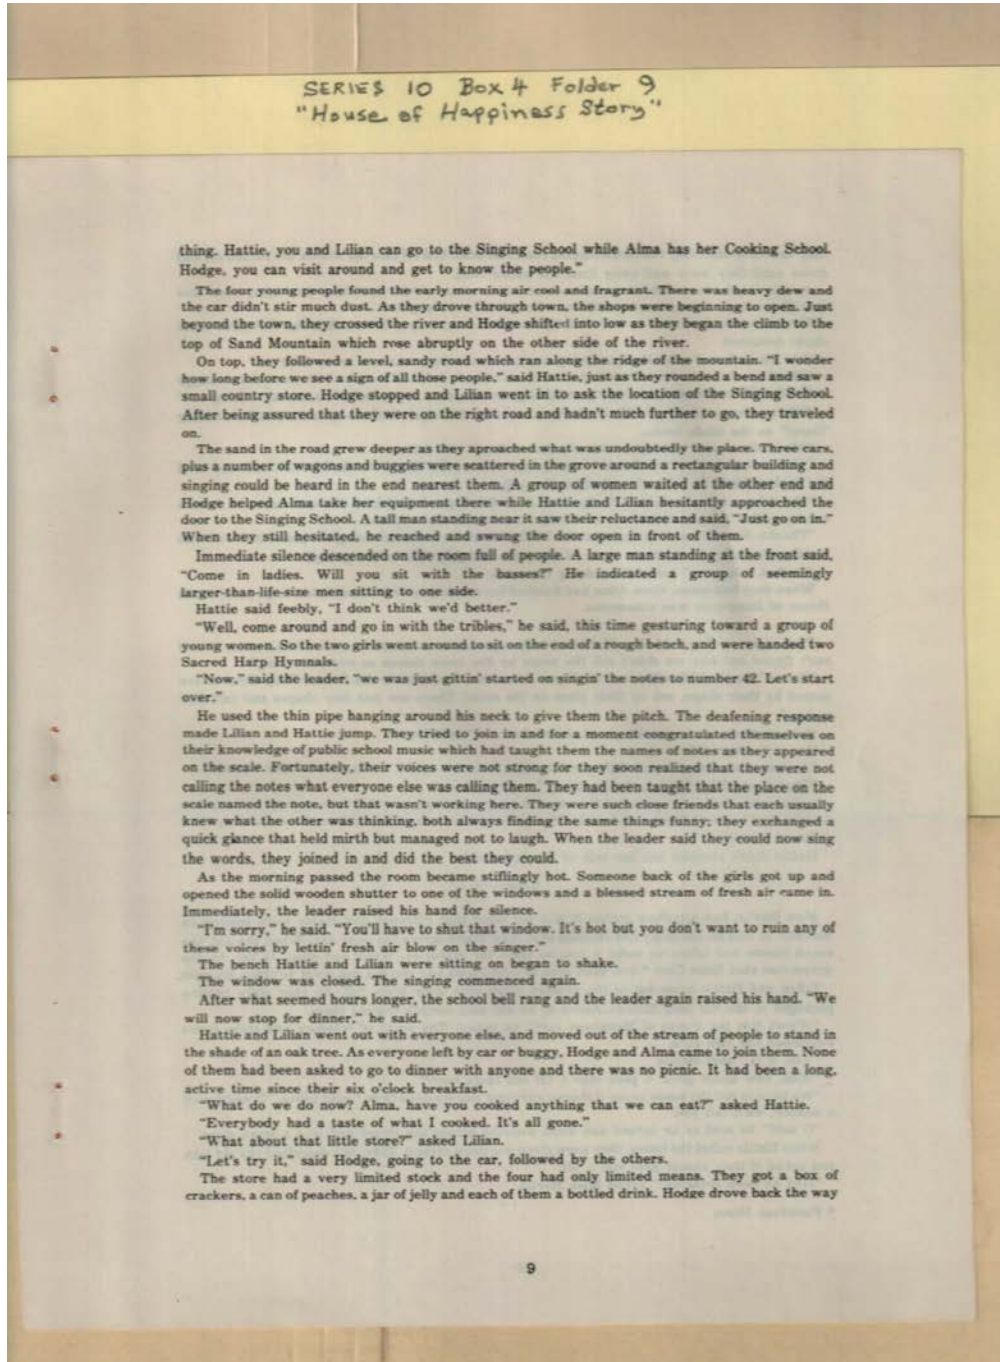 SERIES 10 Box 4 Folder 9
"House of Happiness Story"
thing. Hattie, you and Lilian can go to the Singing School while Alma has her Cooking School.
Hodge, you can visit around and get to know the people."
The four young people found the early morning air cool and fragrant. There was heavy dew and
the car didn't stir much dust. As they drove through town, the shops were beginning to open. Just
beyond the town, they crossed the river and Hodge shifted into low as they began the climb to the
top of Sand Mountain which rose abruptly on the other side of the river.
On top, they followed a level, sandy road which ran along the ridge of the mountain. "I wonder
how long before we see a sign of all those people," said Hattie, just as they rounded a bend and saw a
small country store. Hodge stopped and Lilian went in to ask the location of the Singing School.
After being assured that they were on the right road and hadn't much further to go, they traveled
on.
The sand in the road grew deeper as they aproached what was undoubtedly the place. Three cars,
plus a number of wagons and buggies were scattered in the grove around a rectangular building and
singing could be heard in the end nearest them. A group of women waited at the other end and
Hodge helped Alma take her equipment there while Hattie and Lilian hesitantly approached the
door to the Singing School. A tall man standing near it saw their reluctance and said, "Just go on in."
When they still hesitated, he reached and swung the door open in front of them.
Immediate silence descended on the room full of people. A large man standing at the front said,
"Come in ladies. Will you sit with the basses?" He indicated a group of seemingly
larger-than-life-size men sitting to one side.
Hattie said feebly, "I don't think we'd better."
"Well, come around and go in with the tribles," he said, this time gesturing toward a group of
young women. So the two girls went around to sit on the end of a rough bench, and were handed two
Sacred Harp Hymnals.
"Now," said the leader, "we was just gittin' started on singin' the notes to number 42. Let's start
over."
He used the thin pipe hanging around his neck to give them the pitch. The deafening response
made Lilian and Hattie jump. They tried to join in and for a moment congratulated themselves on
their knowledge of public school music which had taught them the names of notes as they appeared
on the scale. Fortunately, their voices were not strong for they soon realized that they were not
calling the notes what everyone else was calling them. They had been taught that the place on the
scale named the note, but that wasn't working here. They were such close friends that each usually
knew what the other was thinking, both always finding the same things funny; they exchanged a
quick glance that held mirth but managed not to laugh. When the leader said they could now sing
the words, they joined in and did the best they could.
As the morning passed the room became stiflingly hot. Someone back of the girls got up and
opened the solid wooden shutter to one of the windows and a blessed stream of fresh air came in.
Immediately, the leader raised his hand for silence.
"I'm sorry," he said. "You'll have to shut that window. It's hot but you don't want to ruin any of
these voices by lettin' fresh air blow on the singer."
The bench Hattie and Lilian were sitting on began to shake.
The window was closed. The singing commenced again.
After what seemed hours longer, the school bell rang and the leader again raised his hand. "We
will now stop for dinner," he said.
Hattie and Lilian went out with everyone else, and moved out of the stream of people to stand in
the shade of an oak tree. As everyone left by car or buggy, Hodge and Alma came to join them. None
of them had been asked to go to dinner with anyone and there was no picnic. It had been a long,
active time since their six o'clock breakfast.
"What do we do now? Alma, have you cooked anything that we can eat?" asked Hattie.
"Everybody had a taste of what I cooked. It's all gone."
"What about that little store?" asked Lilian.
"Let's try it," said Hodge, going to the car, followed by the others.
The store had a very limited stock and the four had only limited means. They got a box of
crackers, a can of peaches, a jar of jelly and each of them a bottled drink. Hodge drove back the way
9